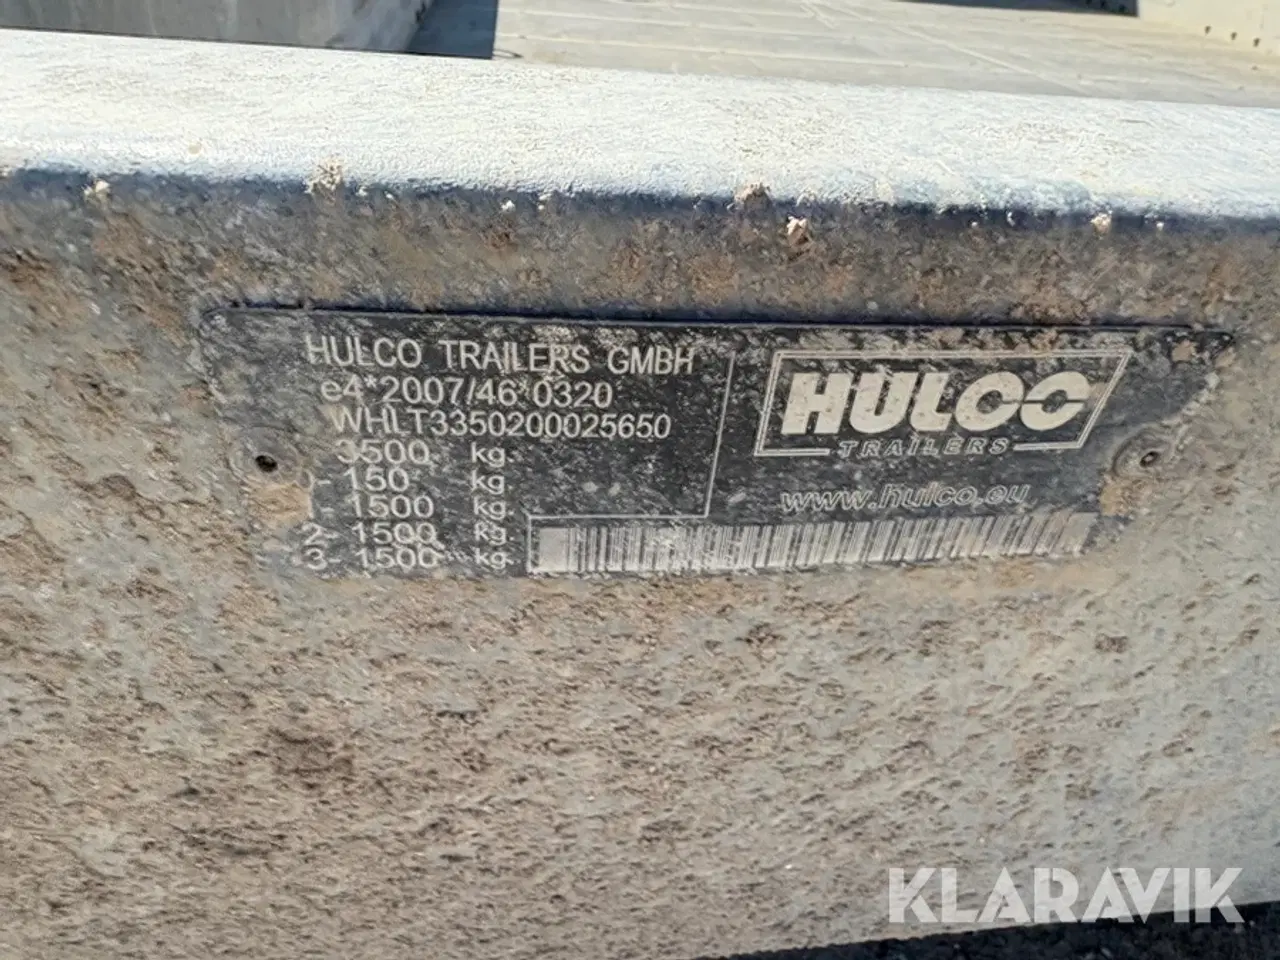 HULCO TRAILERS GMBH
e4*2007/46*0320
WHLT3350200025650
3500 kg
- 150 kg
- 1500 kg
2- 1500 kg
3- 1500 kg
HULCO
TRAILERS
www.hulco.eu
KLARAVIK